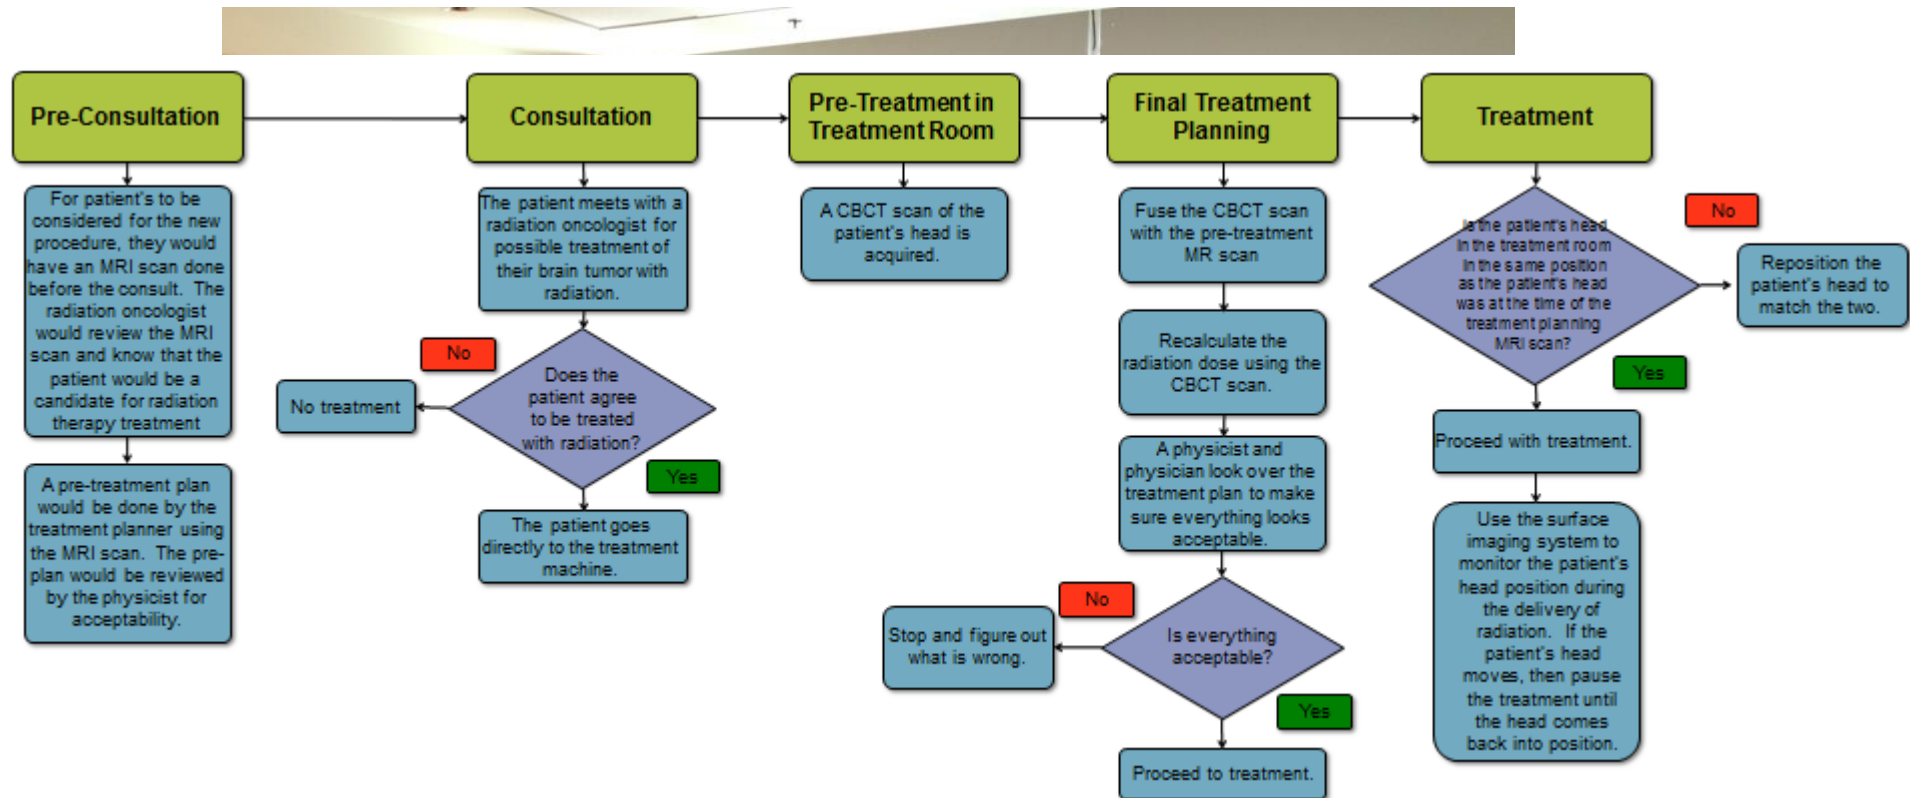 Pre-Consultation
For patient's to be
considered for the new
procedure, they would
have an MRI scan done
before the consult. The
radiation oncologist
would review the MRI
scan and know that the
patient would be a
candidate for radiation
therapy treatment
A pre-treatment plan
would be done by the
treatment planner using
the MRI scan. The pre-
plan would be reviewed
by the physicist for
acceptability.
Consultation
The patient meets with a
radiation oncologist for
possible treatment of
their brain tumor with
radiation.
Does the
patient agree
to be treated
with radiation?
No
No treatment
Yes
The patient goes
directly to the treatment
machine.
Pre-Treatment in
Treatment Room
A CBCT scan of the
patient's head is
acquired.
Final Treatment
Planning
Fuse the CBCT scan
with the pre-treatment
MR scan
Recalculate the
radiation dose using the
CBCT scan.
A physicist and
physician look over the
treatment plan to make
sure everything looks
acceptable.
Is everything
acceptable?
No
Stop and figure out
what is wrong.
Yes
Proceed to treatment.
Treatment
Is the patient's head
in the treatment room
in the same position
as the patient's head
was at the time of the
treatment planning
MRI scan?
No
Reposition the
patient's head to
match the two.
Yes
Proceed with treatment.
Use the surface
imaging system to
monitor the patient's
head position during
the delivery of
radiation. If the
patient's head
moves, then pause
the treatment until
the head comes
back into position.